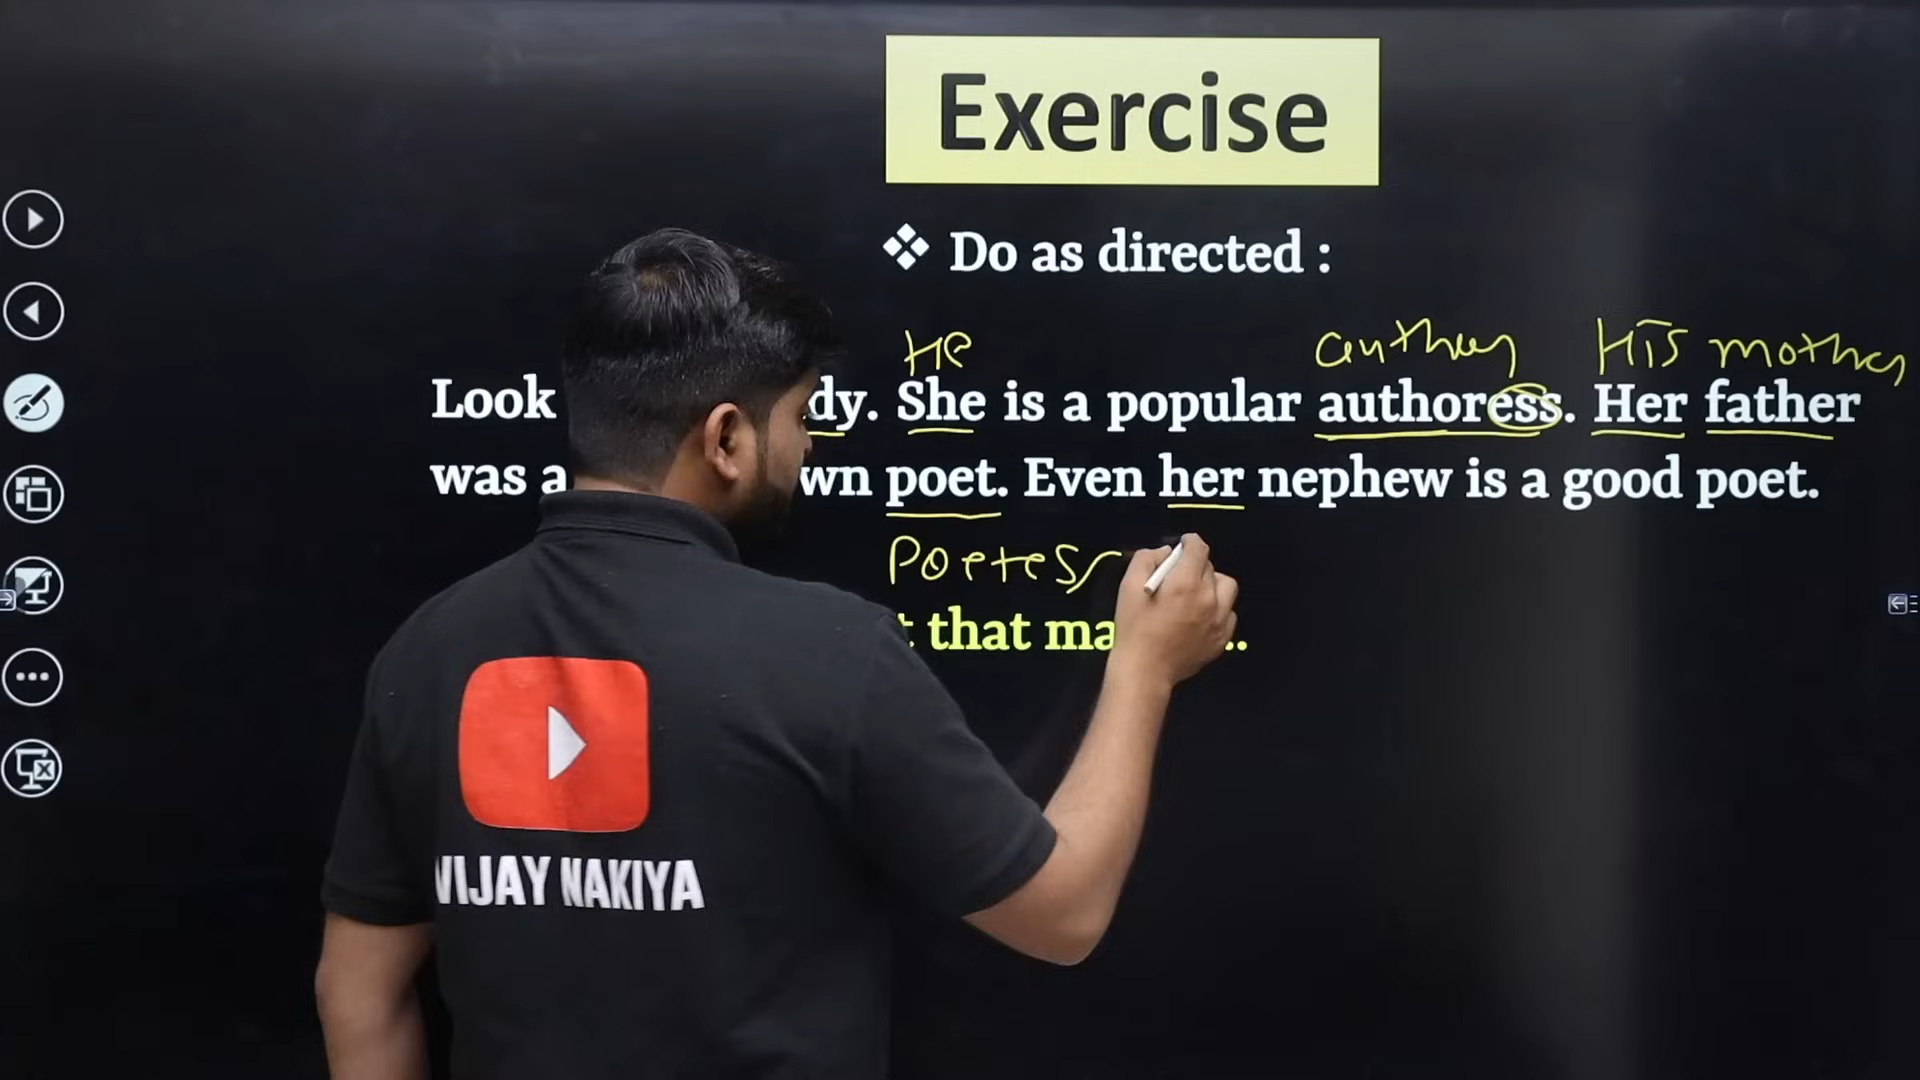 Exercise
❖ Do as directed :
He author His mother
Look dy. She is a popular authoress. Her father
was a wn poet. Even her nephew is a good poet.
Poetess
t that ma ..
VIJAY NAKIYA